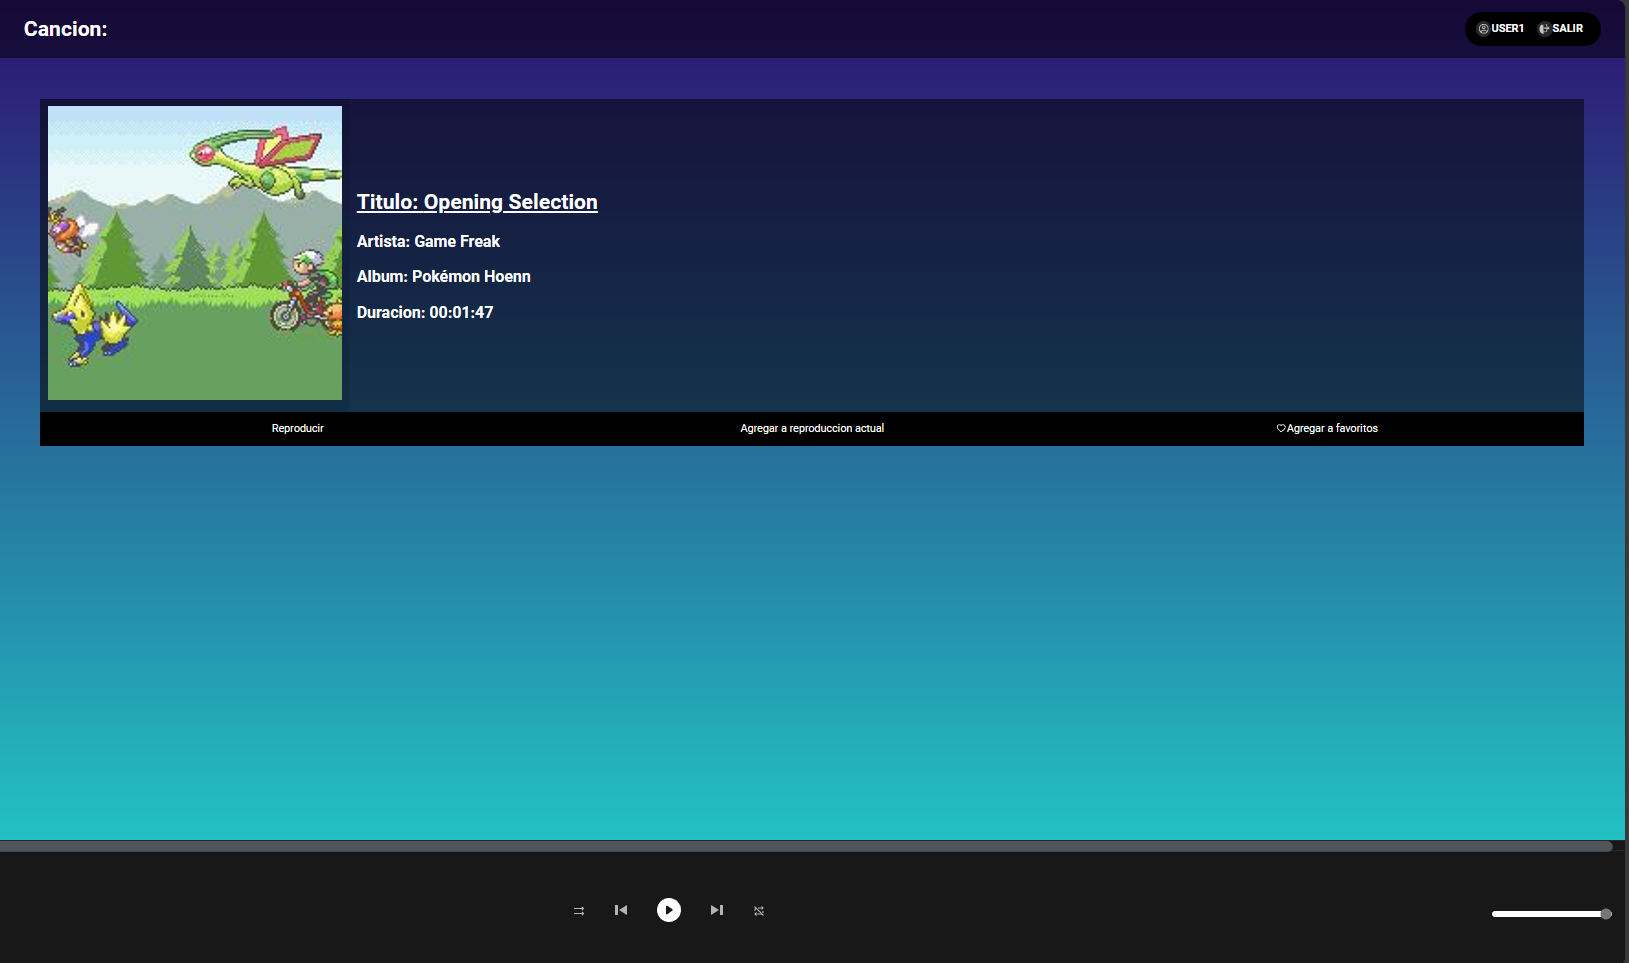 Cancion:
USER1 SALIR
Titulo: Opening Selection
Artista: Game Freak
Album: Pokémon Hoenn
Duracion: 00:01:47
Reproducir Agregar a reproduccion actual Agregar a favoritos